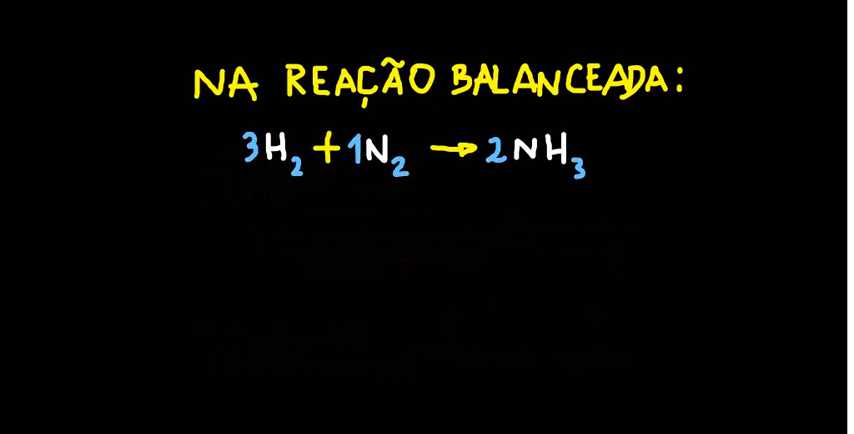 NA REAÇÃO BALANCEADA:
3H₂ + 1N₂ → 2NH₃